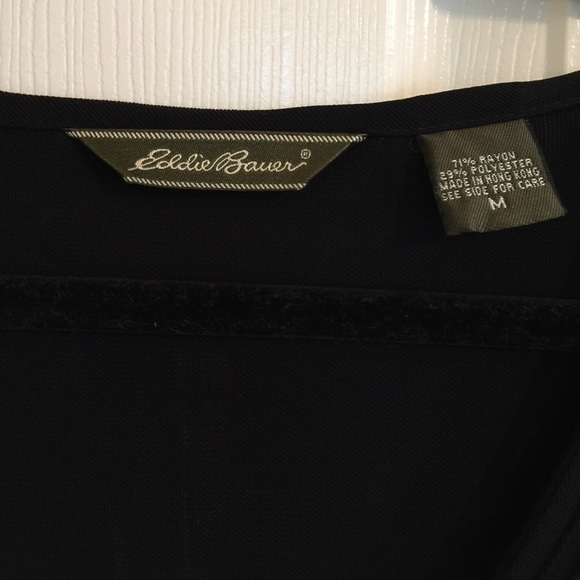 Eddie Bauer®
71% RAYON
29% POLYESTER
MADE IN HONG KONG
SEE SIDE FOR CARE
M